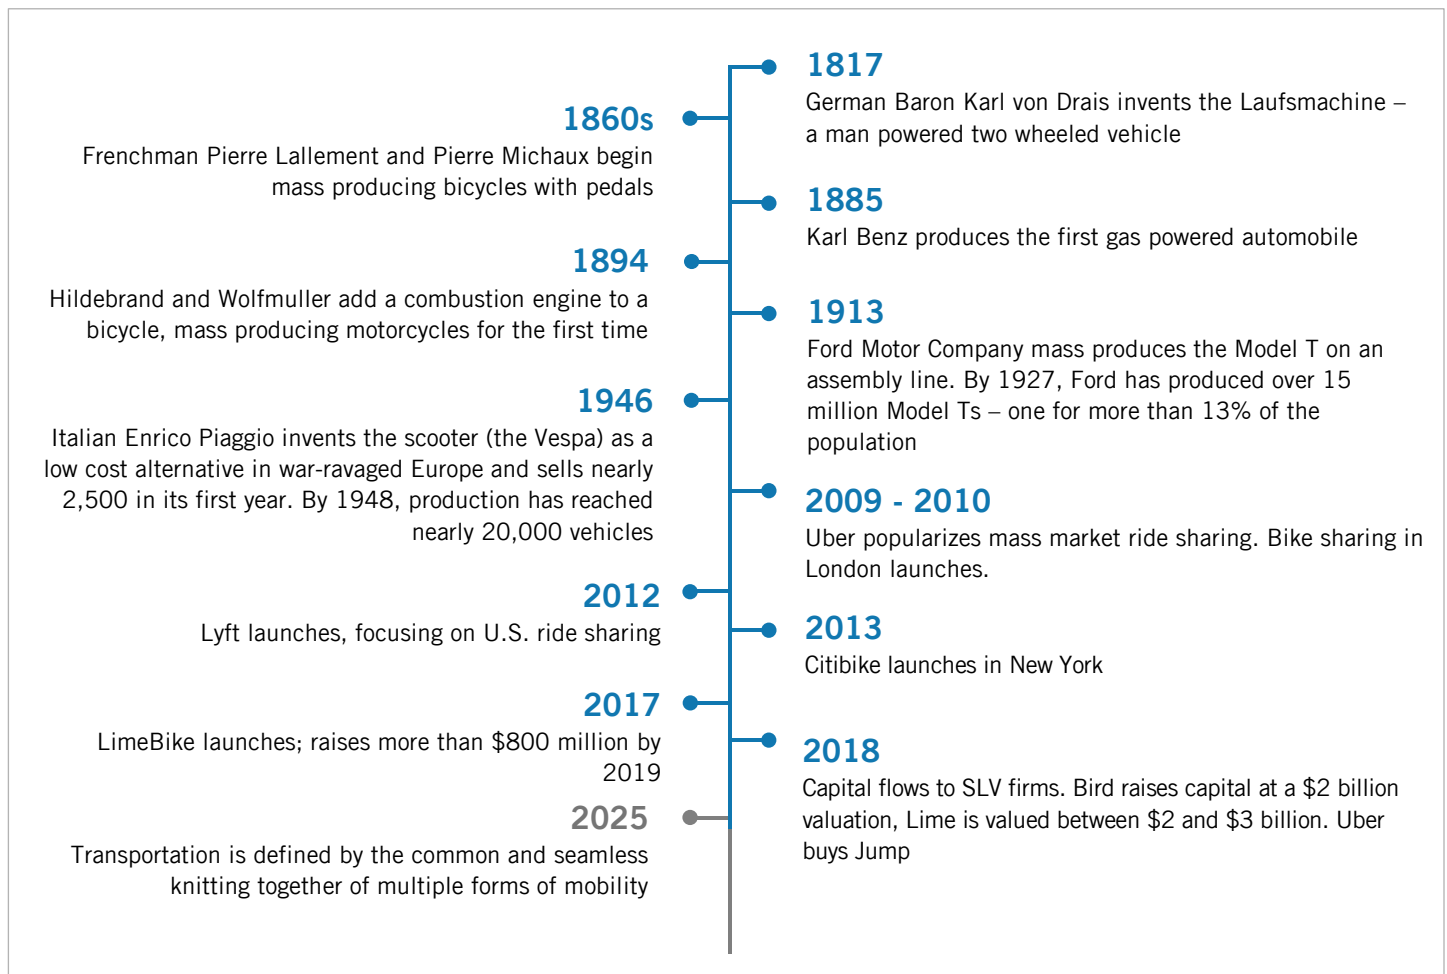 1817
German Baron Karl von Drais invents the Laufsmachine –
a man powered two wheeled vehicle
1860s
Frenchman Pierre Lallement and Pierre Michaux begin
mass producing bicycles with pedals
1885
Karl Benz produces the first gas powered automobile
1894
Hildebrand and Wolfmuller add a combustion engine to a
bicycle, mass producing motorcycles for the first time
1913
Ford Motor Company mass produces the Model T on an
assembly line. By 1927, Ford has produced over 15
million Model Ts – one for more than 13% of the
population
1946
Italian Enrico Piaggio invents the scooter (the Vespa) as a
low cost alternative in war-ravaged Europe and sells nearly
2,500 in its first year. By 1948, production has reached
nearly 20,000 vehicles
2009 - 2010
Uber popularizes mass market ride sharing. Bike sharing in
London launches.
2012
Lyft launches, focusing on U.S. ride sharing
2013
Citibike launches in New York
2017
LimeBike launches; raises more than $800 million by
2019
2018
Capital flows to SLV firms. Bird raises capital at a $2 billion
valuation, Lime is valued between $2 and $3 billion. Uber
buys Jump
2025
Transportation is defined by the common and seamless
knitting together of multiple forms of mobility